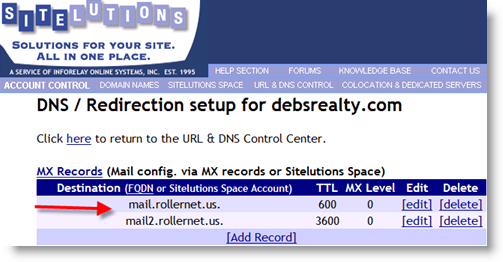 SITELUTIONS
SOLUTIONS FOR YOUR SITE.
ALL IN ONE PLACE.
A SERVICE OF INFORELAY ONLINE SYSTEMS, INC. EST. 1995
HELP SECTION FORUMS KNOWLEDGE BASE CONTACT US
ACCOUNT CONTROL DOMAIN NAMES SITELUTIONS SPACE URL & DNS CONTROL COLOCATION & DEDICATED SERVERS
DNS / Redirection setup for debsrealty.com
Click here to return to the URL & DNS Control Center.
MX Records (Mail config. via MX records or Sitelutions Space)
Destination (FQDN or Sitelutions Space Account) TTL MX Level Edit Delete
mail.rollernet.us. 600 0 [edit] [delete]
mail2.rollernet.us. 3600 0 [edit] [delete]
[Add Record]